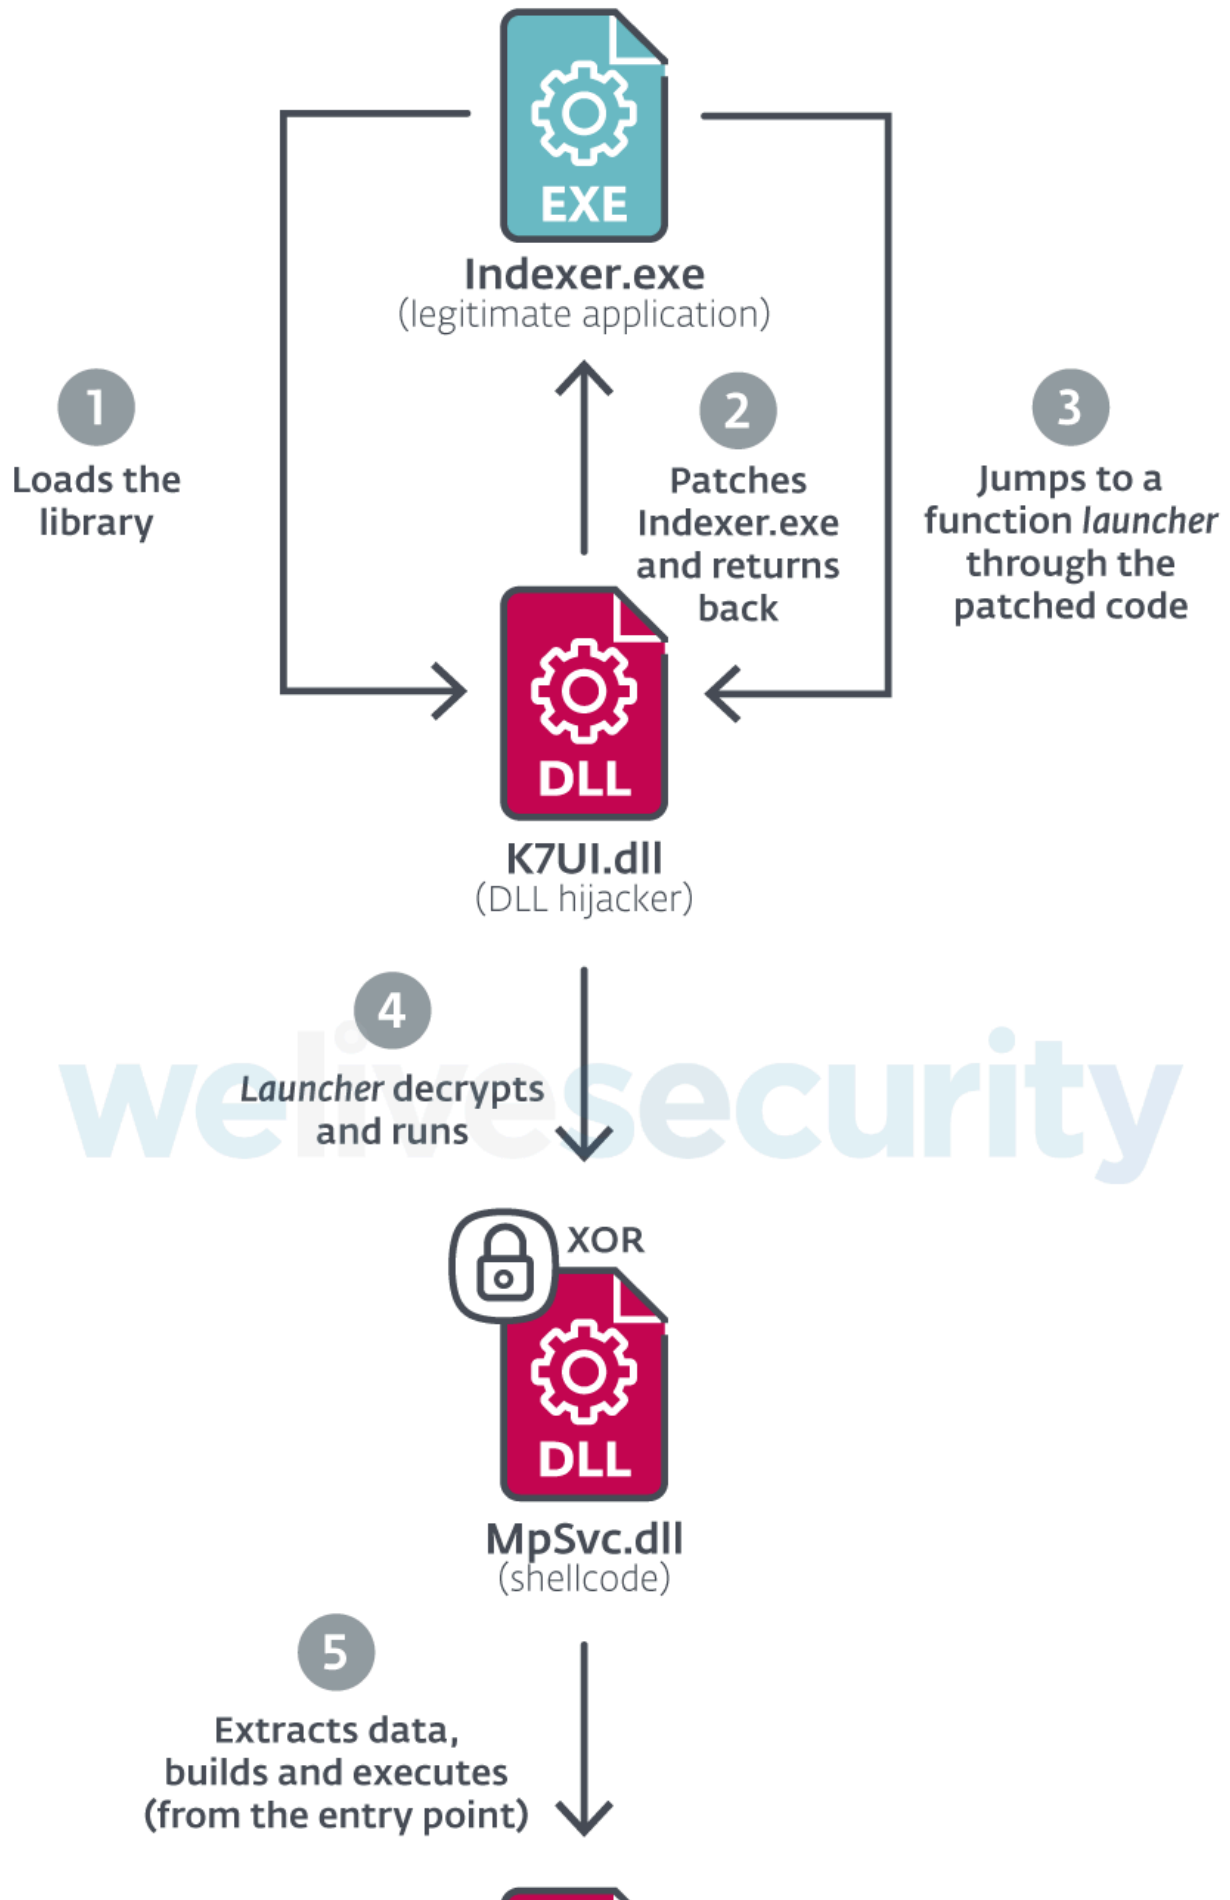 EXE
Indexer.exe
(legitimate application)
1
Loads the
library
2
Patches
Indexer.exe
and returns
back
3
Jumps to a
function launcher
through the
patched code
DLL
K7UI.dll
(DLL hijacker)
4
Launcher decrypts
and runs
welivesecurity
XOR
DLL
MpSvc.dll
(shellcode)
5
Extracts data,
builds and executes
(from the entry point)